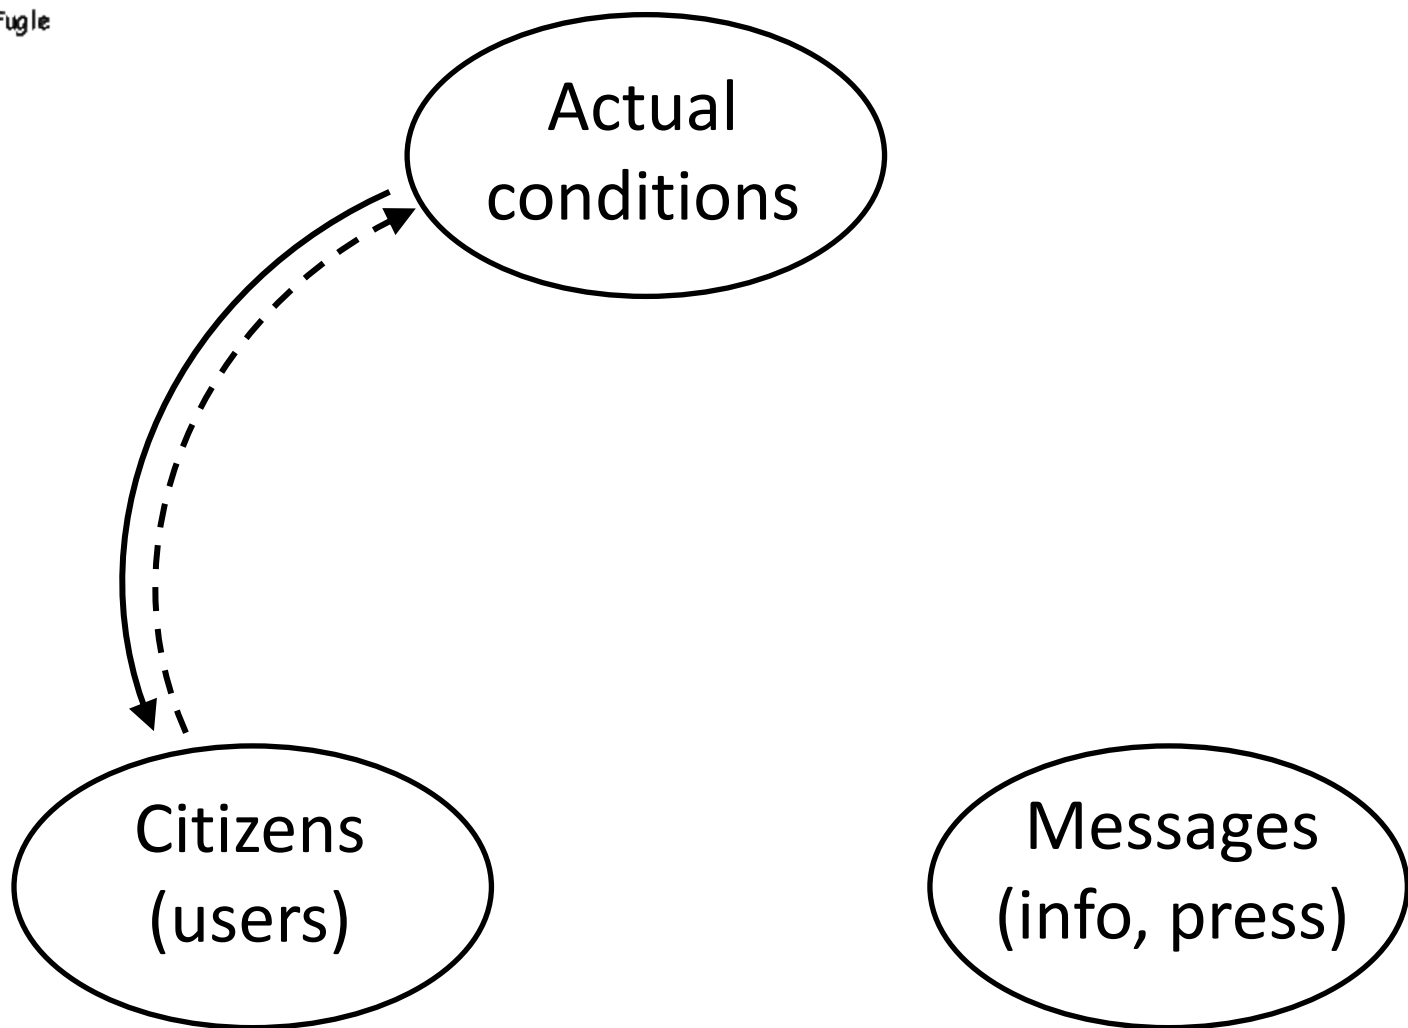 Fugle
Actual
conditions
Citizens
(users)
Messages
(info, press)